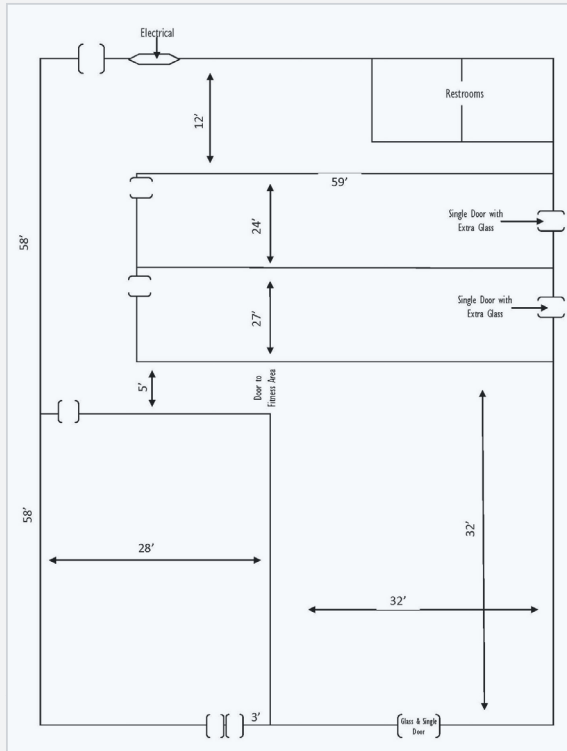 Electrical
Restrooms
12’
59’
58’
24’
Single Door with
Extra Glass
27’
Single Door with
Extra Glass
5’
Door to
Fitness Area
58’
28’
32’
32’
3’
Glass & Single
Door